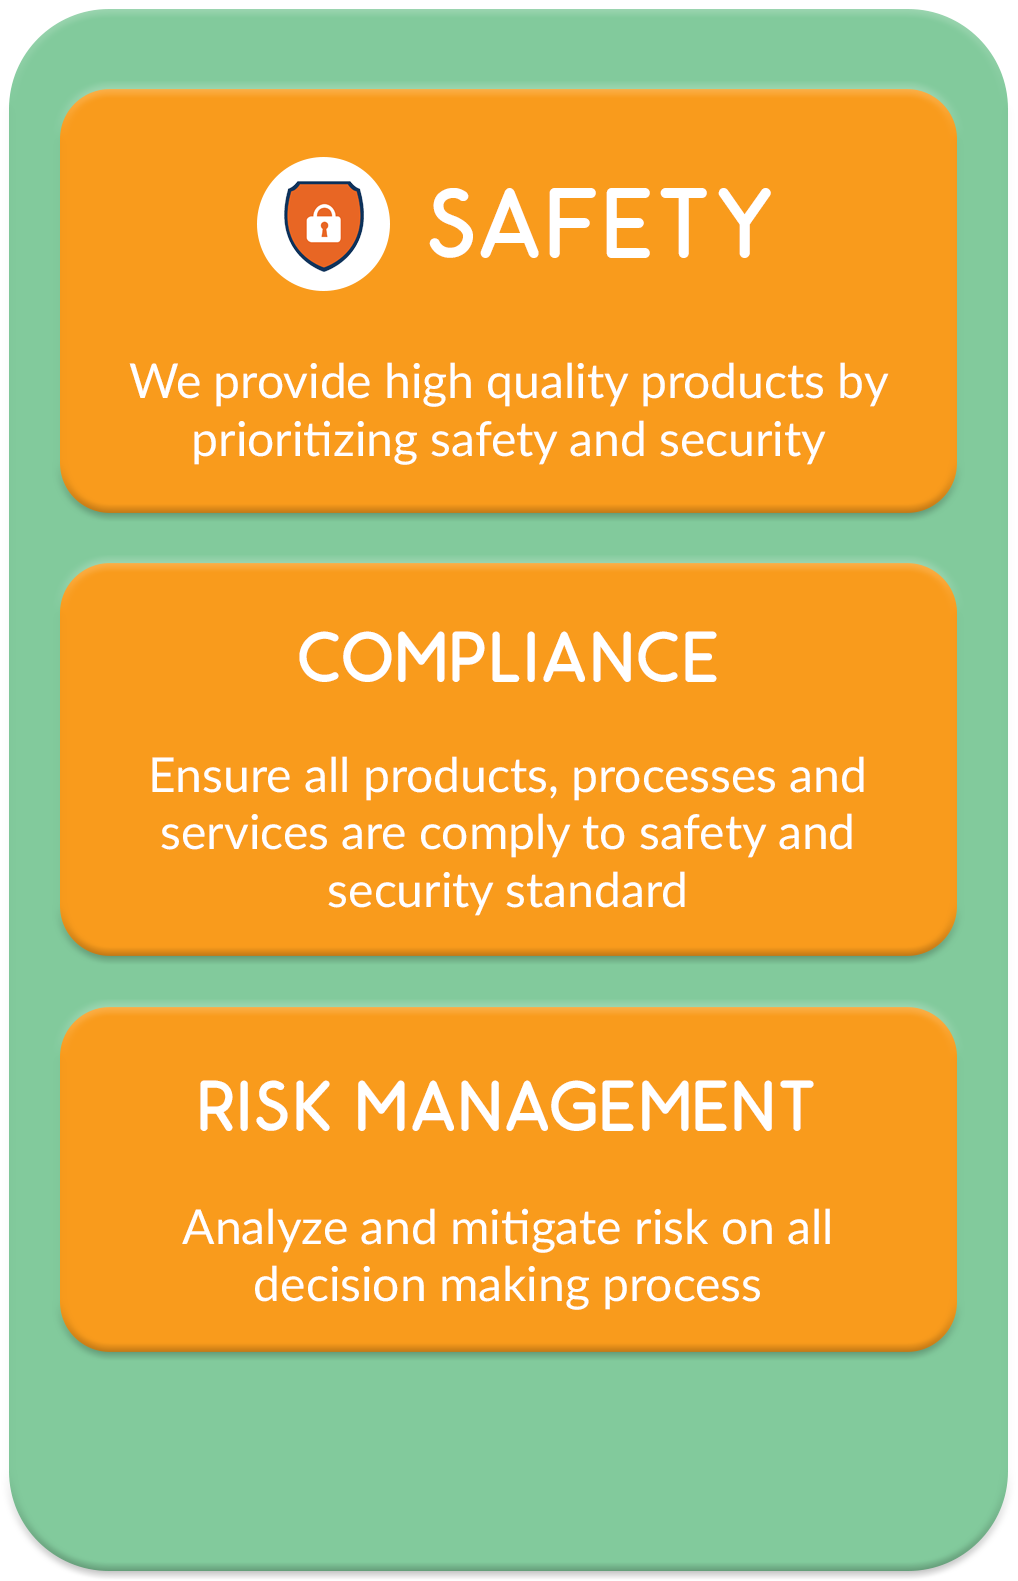 SAFETY
We provide high quality products by
prioritizing safety and security
COMPLIANCE
Ensure all products, processes and
services are comply to safety and
security standard
RISK MANAGEMENT
Analyze and mitigate risk on all
decision making process